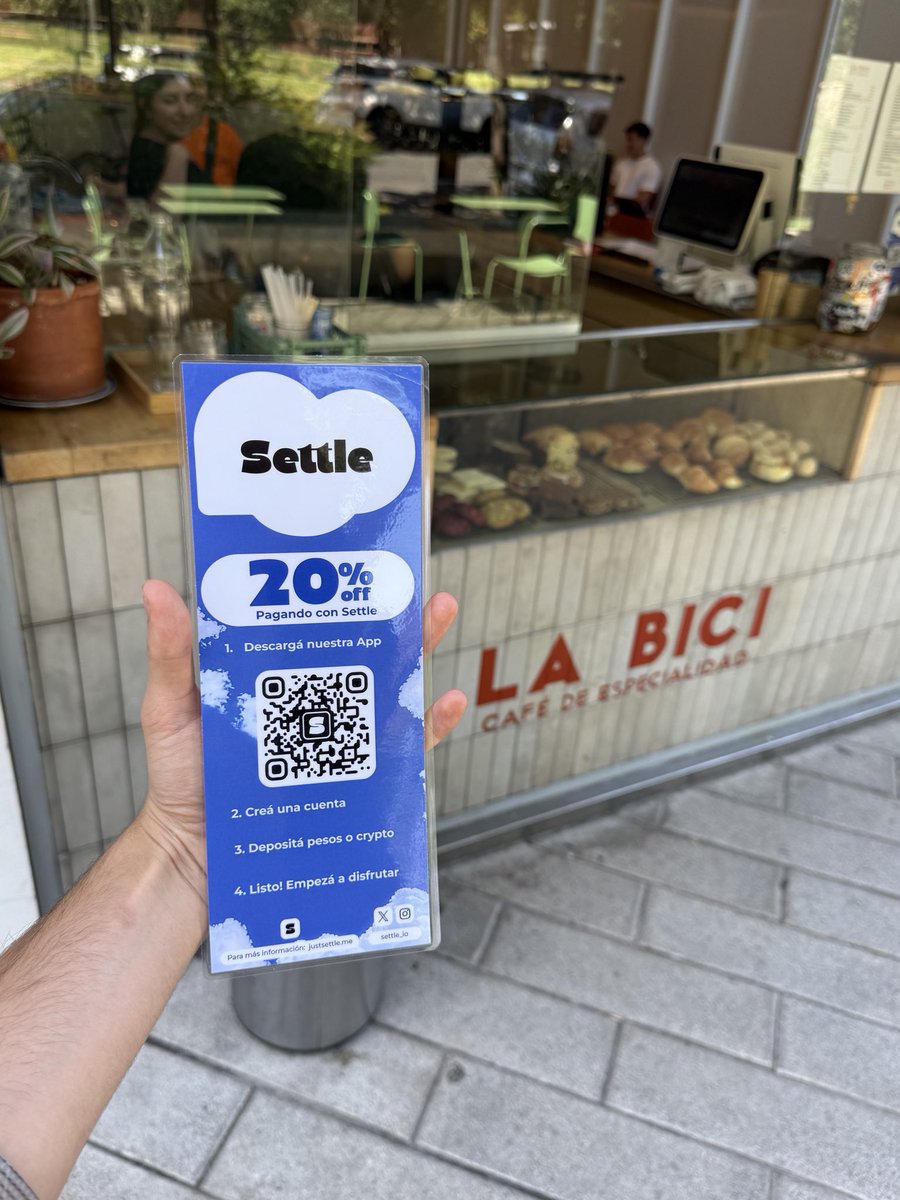 Settle
20%
off
Pagando con Settle
1. Descargá nuestra App
2. Creá una cuenta
3. Depositá pesos o crypto
4. Listo! Empezá a disfrutar
Para más información: justsettle.me
settle_io
LA BICI
CAFÉ DE ESPECIALIDAD